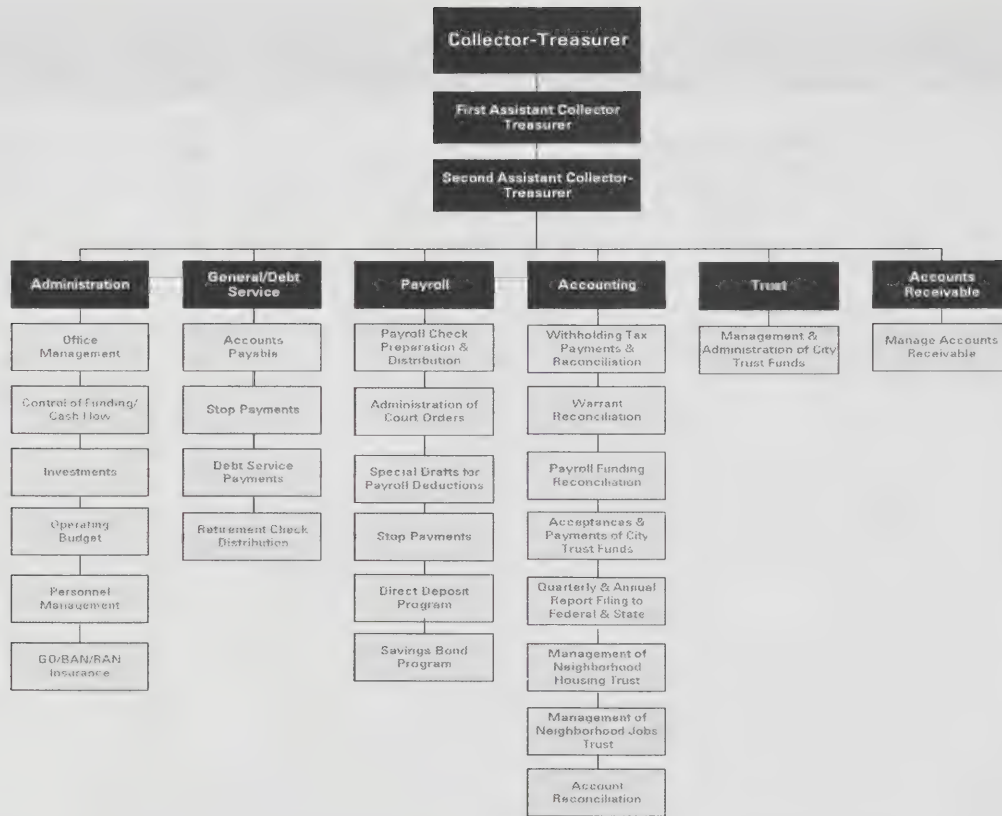 Collector-Treasurer
First Assistant Collector
Treasurer
Second Assistant Collector-
Treasurer
Administration
Office
Management
Control of Funding/
Cash Flow
Investments
Operating
Budget
Personnel
Management
GO/BAN/RAN
Insurance
General/Debt
Service
Accounts
Payable
Stop Payments
Debt Service
Payments
Retirement Check
Distribution
Payroll
Payroll Check
Preparation &
Distribution
Administration of
Court Orders
Special Drafts for
Payroll Deductions
Stop Payments
Direct Deposit
Program
Savings Bond
Program
Accounting
Withholding Tax
Payments &
Reconciliation
Warrant
Reconciliation
Payroll Funding
Reconciliation
Acceptances &
Payments of City
Trust Funds
Quarterly & Annual
Report Filing to
Federal & State
Management of
Neighborhood
Housing Trust
Management of
Neighborhood Jobs
Trust
Account
Reconciliation
Trust
Management &
Administration of City
Trust Funds
Accounts
Receivable
Manage Accounts
Receivable